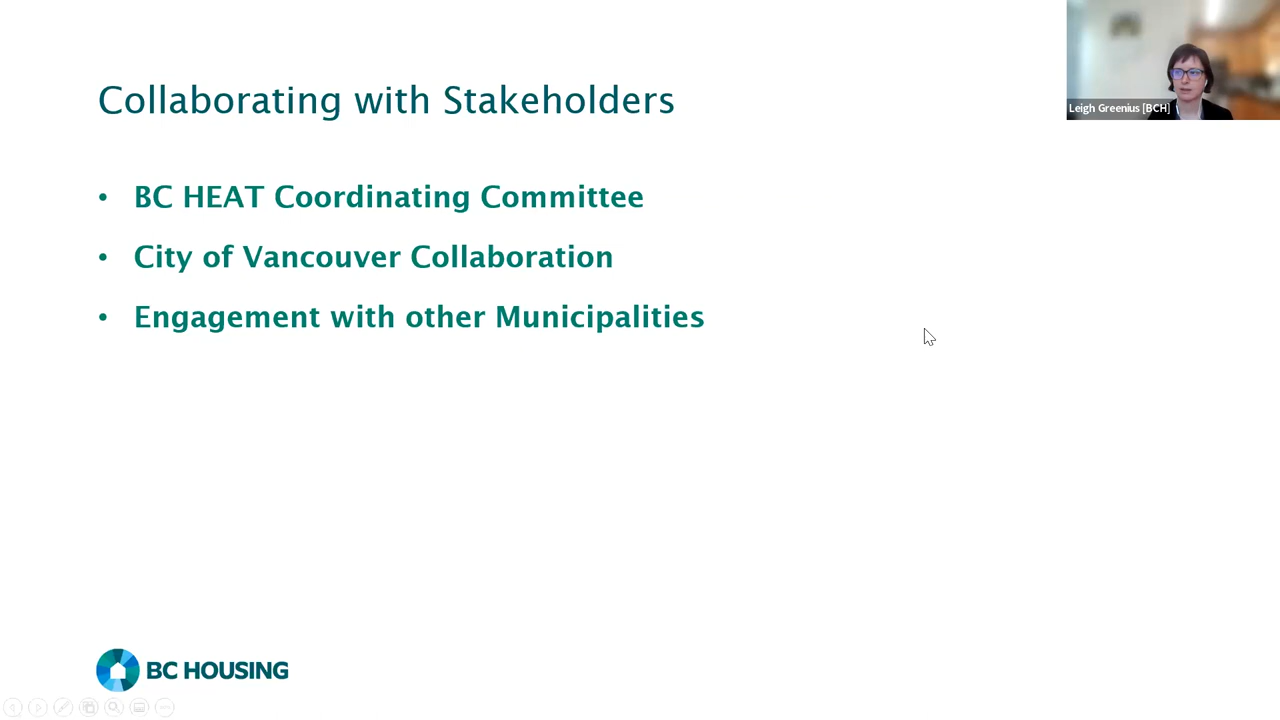 Collaborating with Stakeholders
Leigh Greenius [BCH]
• BC HEAT Coordinating Committee
• City of Vancouver Collaboration
• Engagement with other Municipalities
BC HOUSING